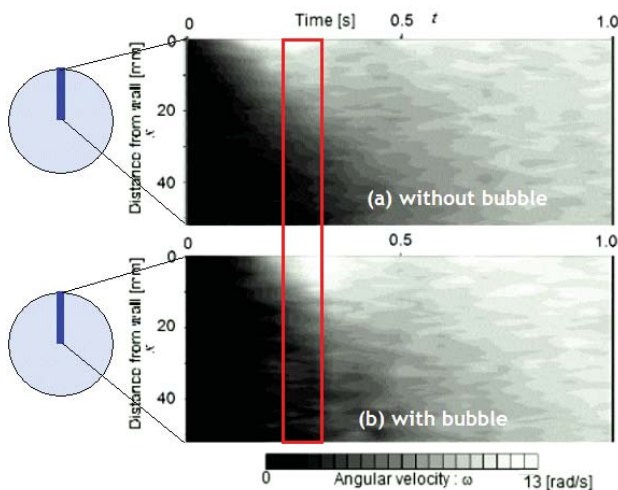 Time [s] 0.5 t 1.0
0
0
20
40
Distance from wall [mm]
x
(a) without bubble
0 0.5 1.0
0
20
40
Distance from wall [mm]
x
(b) with bubble
0 Angular velocity : ω 13 [rad/s]